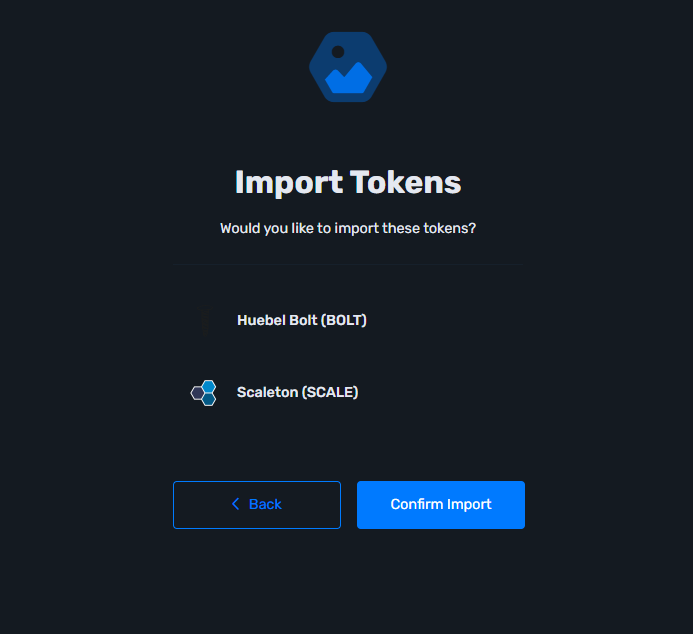 Import Tokens
Would you like to import these tokens?
Huebel Bolt (BOLT)
Scaleton (SCALE)
Back
Confirm Import